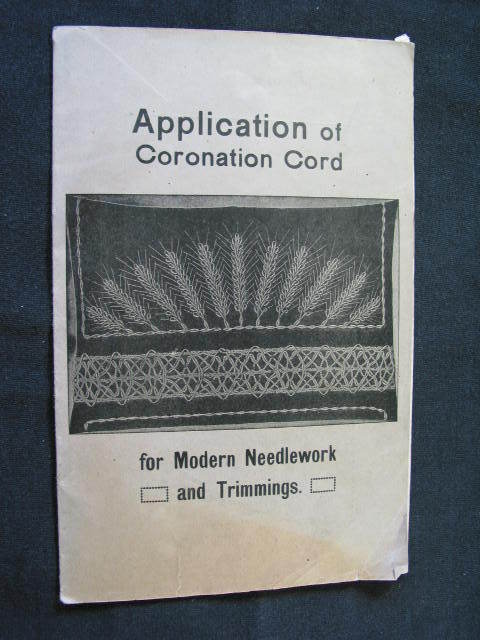 Application of
Coronation Cord
for Modern Needlework
and Trimmings.